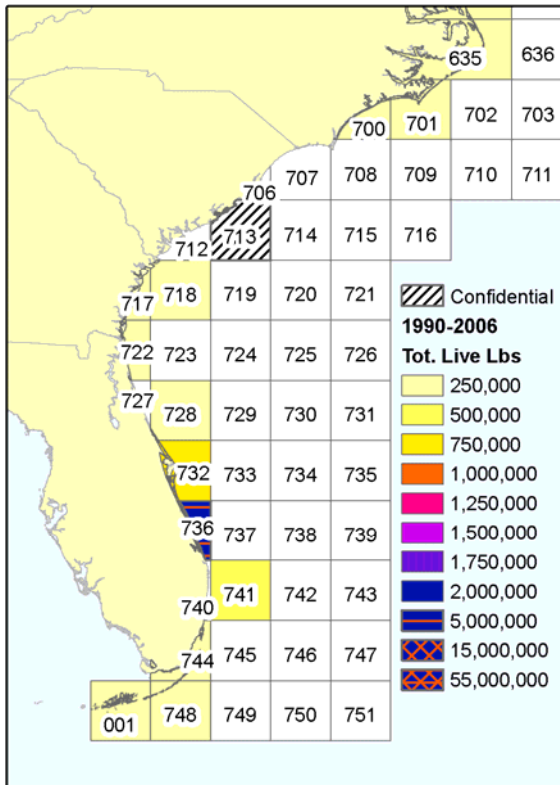 635 636
700 701 702 703
706 707 708 709 710 711
712 713 714 715 716
717 718 719 720 721
722 723 724 725 726
727 728 729 730 731
732 733 734 735
736 737 738 739
740 741 742 743
744 745 746 747
001 748 749 750 751
Confidential
1990-2006
Tot. Live Lbs
250,000
500,000
750,000
1,000,000
1,250,000
1,500,000
1,750,000
2,000,000
5,000,000
15,000,000
55,000,000